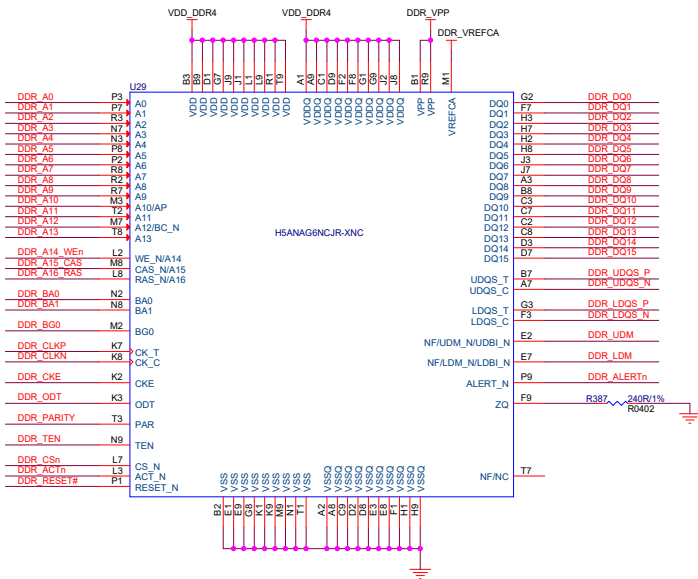 VDD_DDR4 VDD_DDR4 DDR_VPP
DDR_VREFCA
B3 B9 D1 G7 J9 J1 L1 L9 R1 T9 A1 A9 C1 D9 F2 F8 G1 G9 J2 J8 B1 R9 M1
U29
VDD VDD VDD VDD VDD VDD VDD VDD VDD VDD VDDQ VDDQ VDDQ VDDQ VDDQ VDDQ VDDQ VDDQ VDDQ VDDQ VPP VPP VREFCA
DDR_A0 P3 A0 DQ0 G2 DDR_DQ0
DDR_A1 P7 A1 DQ1 F7 DDR_DQ1
DDR_A2 R3 A2 DQ2 H3 DDR_DQ2
DDR_A3 N7 A3 DQ3 H7 DDR_DQ3
DDR_A4 N3 A4 DQ4 H2 DDR_DQ4
DDR_A5 P8 A5 DQ5 H8 DDR_DQ5
DDR_A6 P2 A6 DQ6 J3 DDR_DQ6
DDR_A7 R8 A7 DQ7 J7 DDR_DQ7
DDR_A8 R2 A8 DQ8 A3 DDR_DQ8
DDR_A9 R7 A9 DQ9 B8 DDR_DQ9
DDR_A10 M3 A10/AP DQ10 C3 DDR_DQ10
DDR_A11 T2 A11 DQ11 C7 DDR_DQ11
DDR_A12 M7 A12/BC_N DQ12 C2 DDR_DQ12
DDR_A13 T8 A13 DQ13 C8 DDR_DQ13
H5ANAG6NCJR-XNC
DQ14 D3 DDR_DQ14
DDR_A14_WEn L2 WE_N/A14 DQ15 D7 DDR_DQ15
DDR_A15_CAS M8 CAS_N/A15
DDR_A16_RAS L8 RAS_N/A16 UDQS_T B7 DDR_UDQS_P
UDQS_C A7 DDR_UDQS_N
DDR_BA0 N2 BA0
DDR_BA1 N8 BA1 LDQS_T G3 DDR_LDQS_P
LDQS_C F3 DDR_LDQS_N
DDR_BG0 M2 BG0
NF/UDM_N/UDBI_N E2 DDR_UDM
DDR_CLKP K7 CK_T
DDR_CLKN K8 CK_C NF/LDM_N/LDBI_N E7 DDR_LDM
DDR_CKE K2 CKE ALERT_N P9 DDR_ALERTn
DDR_ODT K3 ODT ZQ F9 R387 240R/1%
R0402
DDR_PARITY T3 PAR
DDR_TEN N9 TEN
DDR_CSn L7 CS_N
DDR_ACTn L3 ACT_N NF/NC T7
DDR_RESET# P1 RESET_N
VSS VSS VSS VSS VSS VSS VSS VSS VSS VSSQ VSSQ VSSQ VSSQ VSSQ VSSQ VSSQ VSSQ VSSQ VSSQ
B2 E1 E9 G8 K1 K9 M9 N1 T1 A2 A8 C9 D2 D8 E3 E8 F1 H1 H9